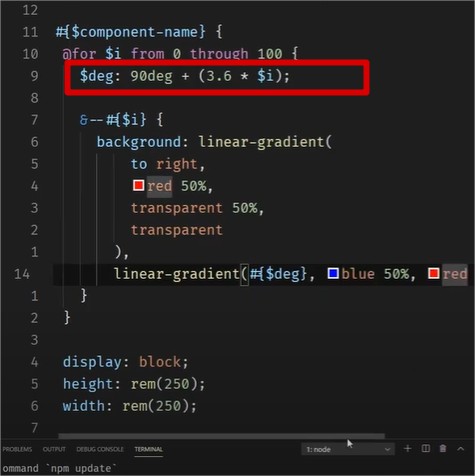 12
11 #{$component-name} {
10 @for $i from 0 through 100 {
9 $deg: 90deg + (3.6 * $i);
8
7 &--#{$i} {
6 background: linear-gradient(
5 to right,
4 red 50%,
3 transparent 50%,
2 transparent
1 ),
14 linear-gradient(#{$deg}, blue 50%, red
1 }
2 }
3
4 display: block;
5 height: rem(250);
6 width: rem(250);
7
PROBLEMS OUTPUT DEBUG CONSOLE TERMINAL 1: node
ommand `npm update`